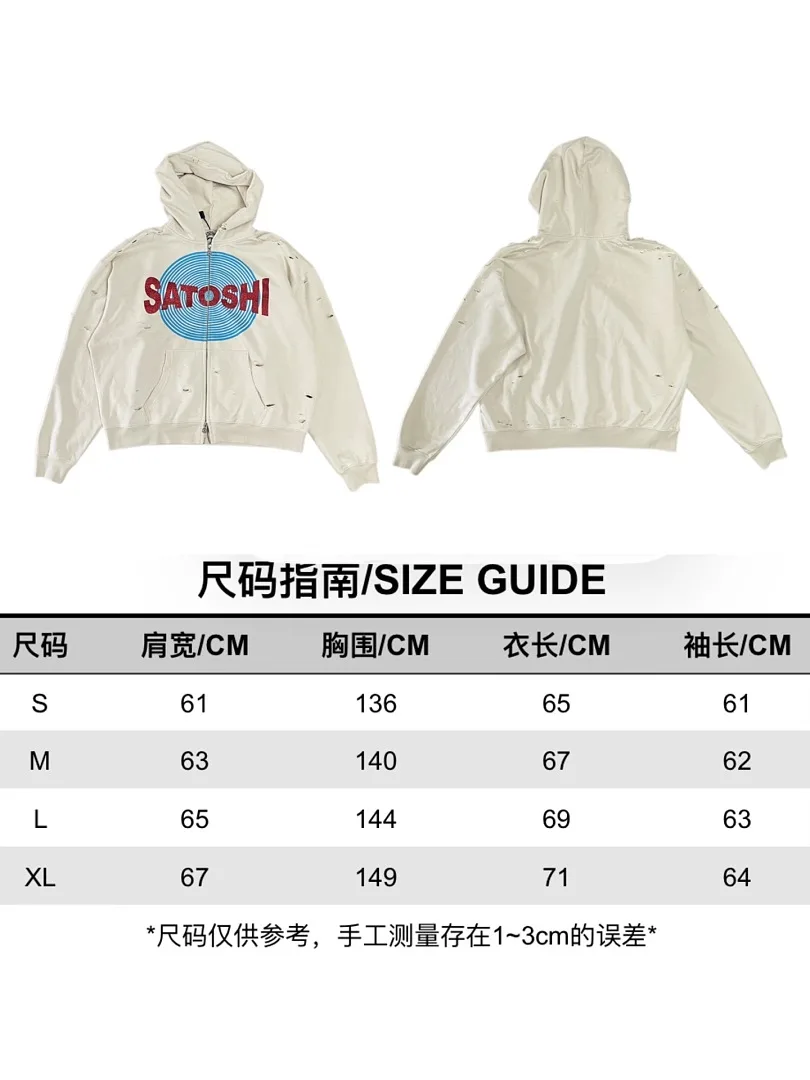 SATOSHI
尺码指南/SIZE GUIDE
尺码 肩宽/CM 胸围/CM 衣长/CM 袖长/CM
S 61 136 65 61
M 63 140 67 62
L 65 144 69 63
XL 67 149 71 64
*尺码仅供参考，手工测量存在1~3cm的误差*